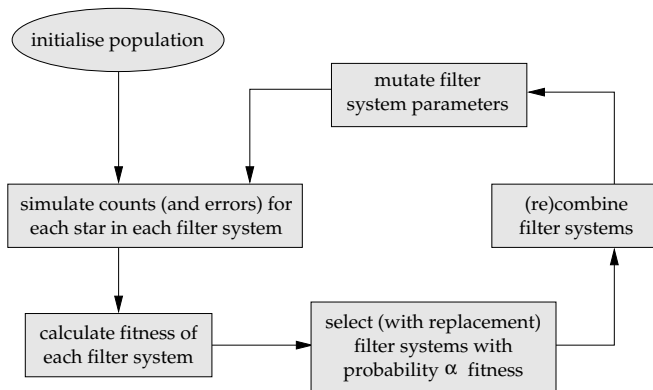 initialise population
mutate filter
system parameters
simulate counts (and errors) for
each star in each filter system
(re)combine
filter systems
calculate fitness of
each filter system
select (with replacement)
filter systems with
probability α fitness